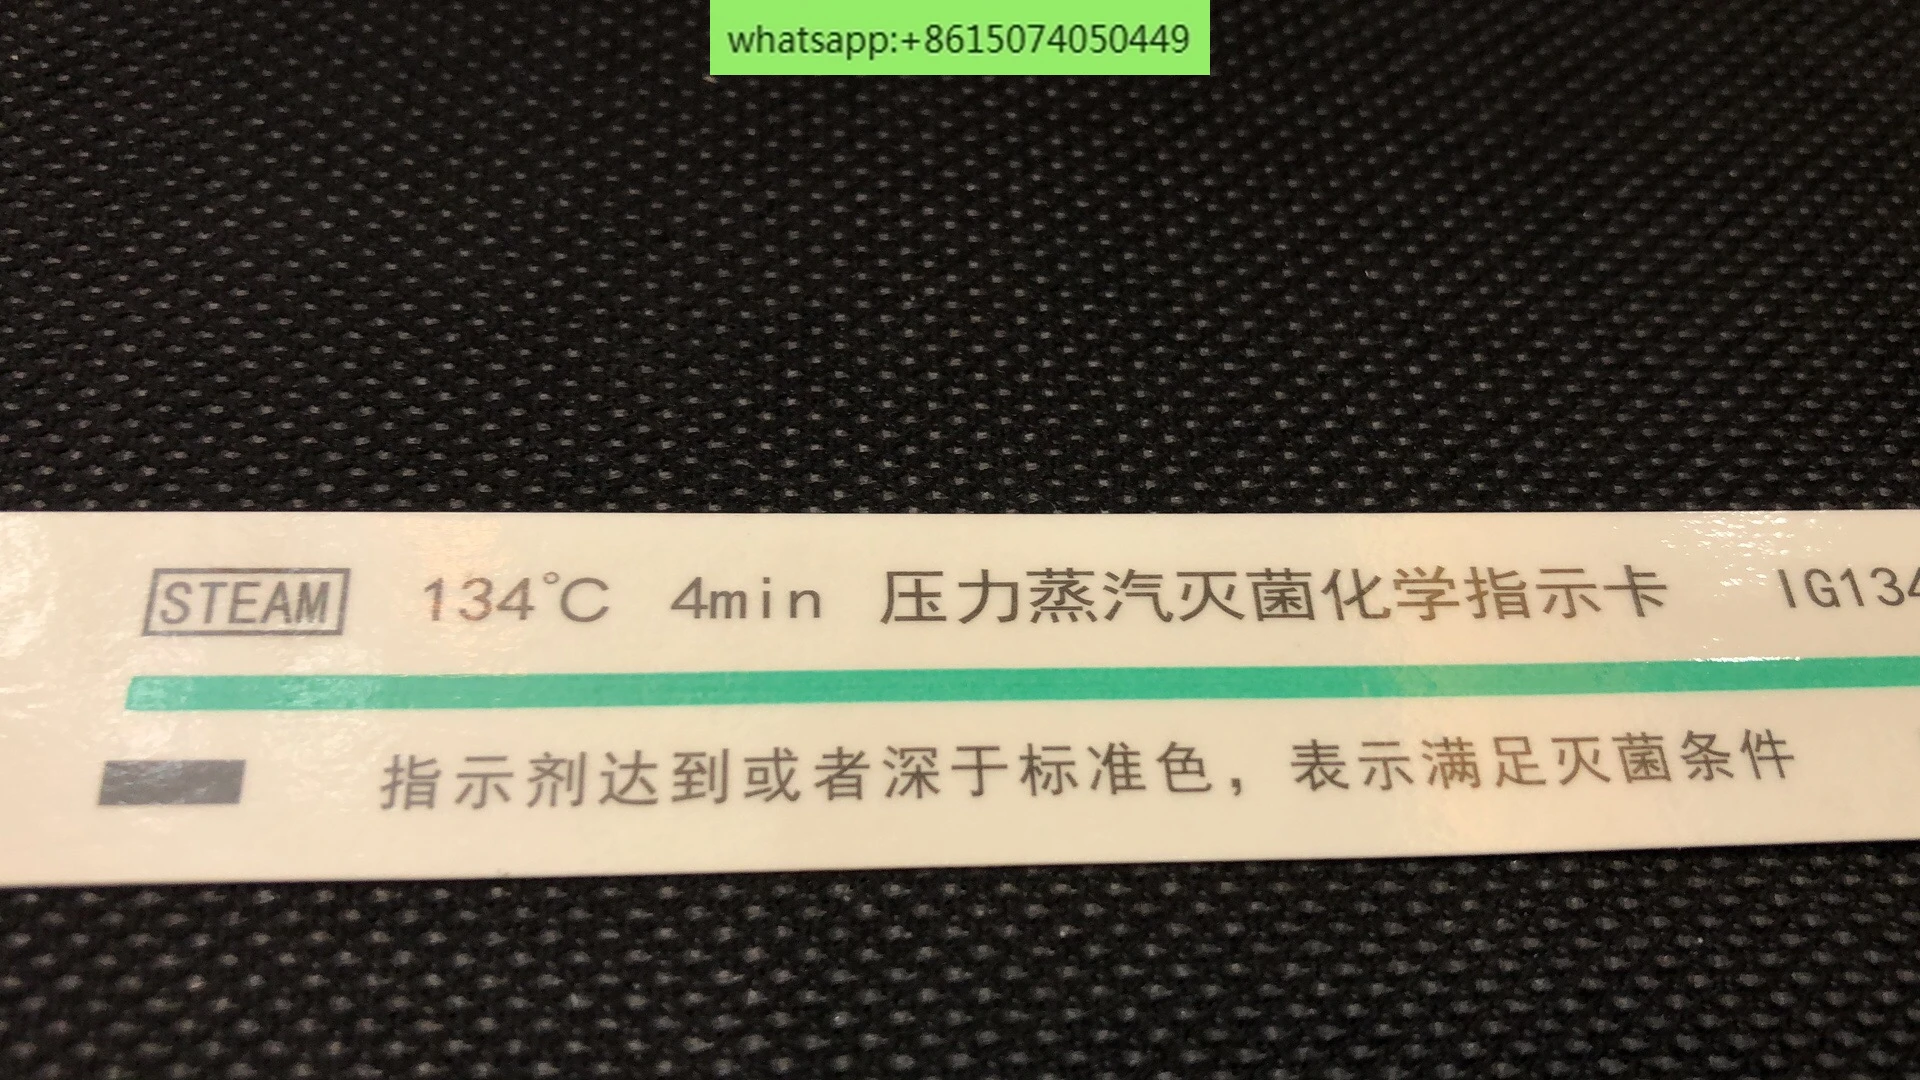 whatsapp:+8615074050449
STEAM 134℃ 4min 压力蒸汽灭菌化学指示卡 IG134
指示剂达到或者深于标准色，表示满足灭菌条件